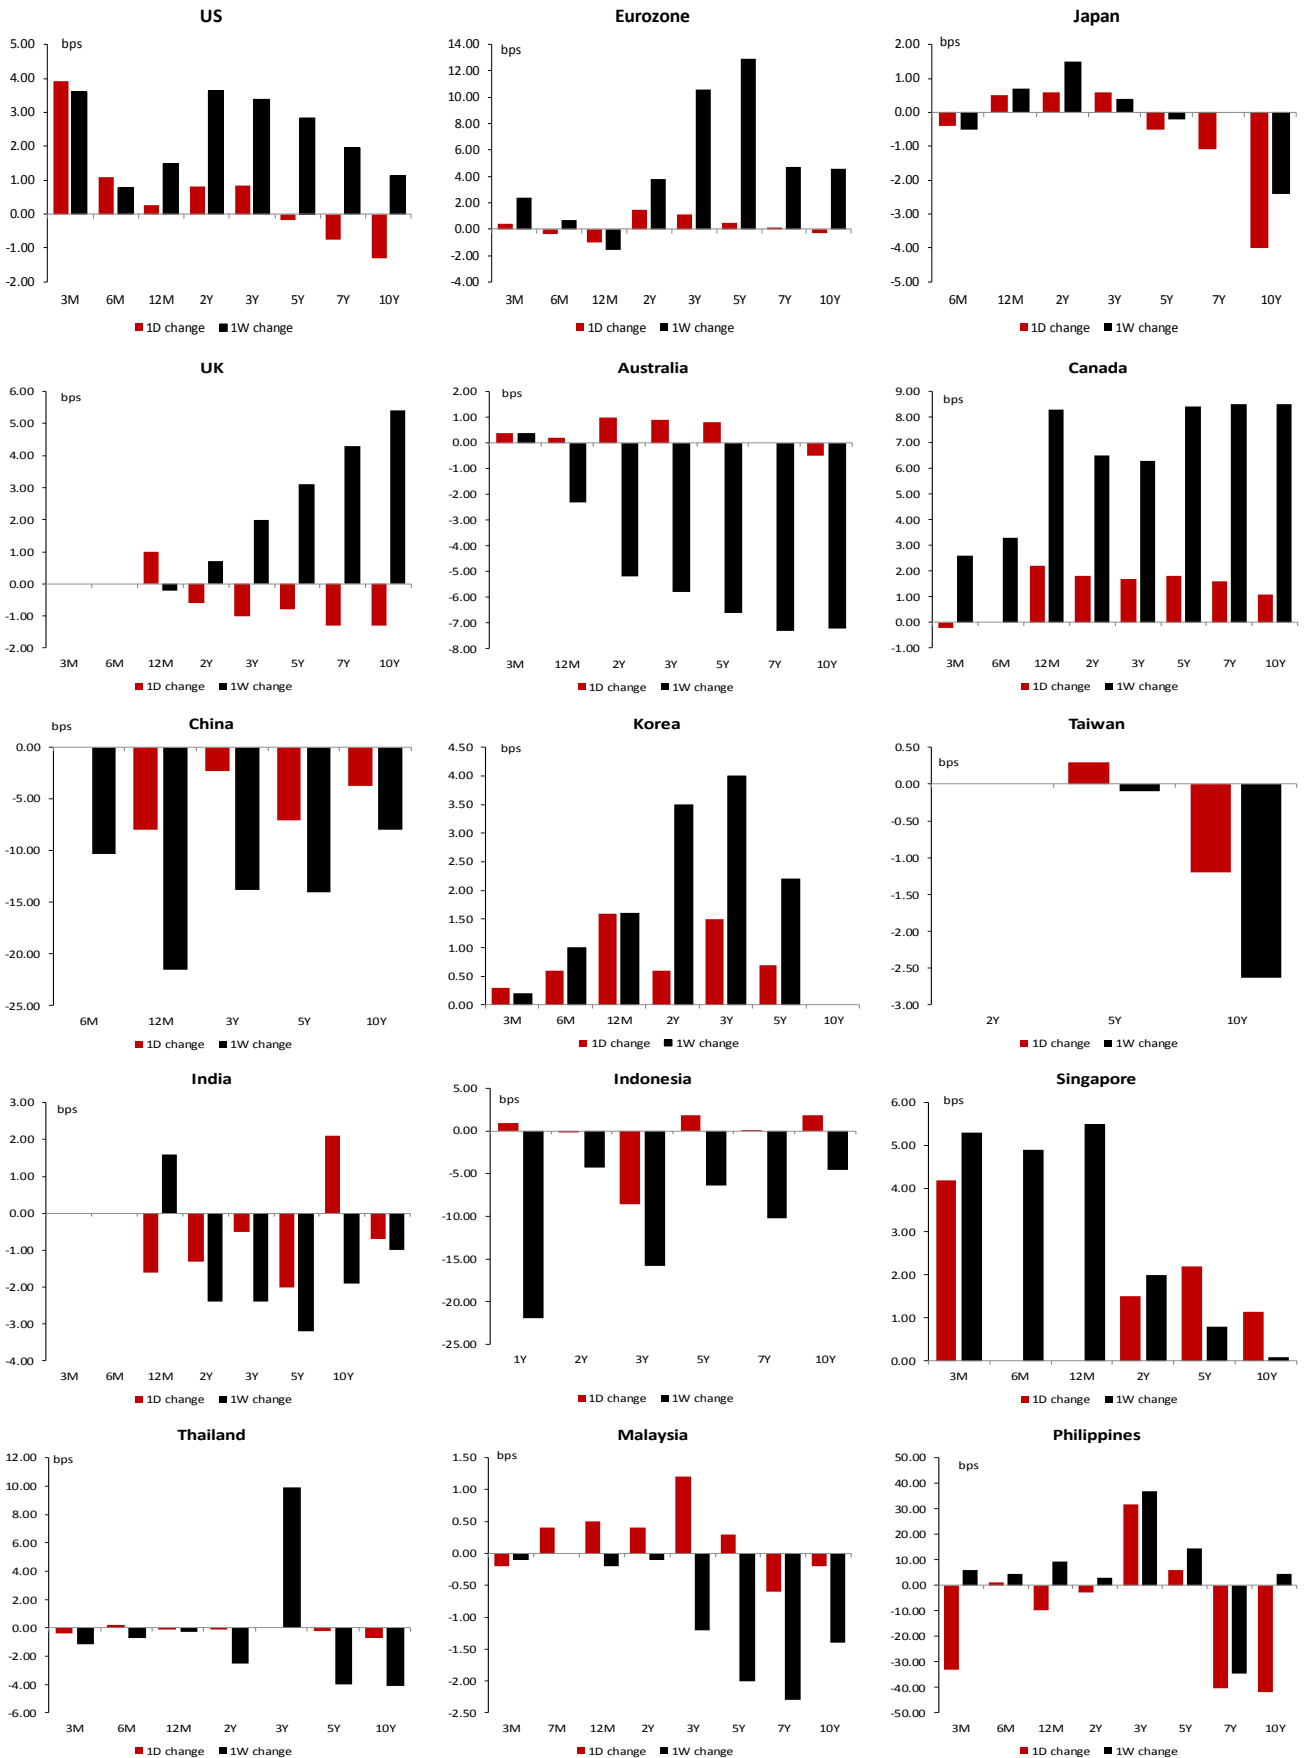 US
bps
5.00
4.00
3.00
2.00
1.00
0.00
-1.00
-2.00
3M 6M 12M 2Y 3Y 5Y 7Y 10Y
1D change 1W change
Eurozone
bps
14.00
12.00
10.00
8.00
6.00
4.00
2.00
0.00
-2.00
-4.00
3M 6M 12M 2Y 3Y 5Y 7Y 10Y
1D change 1W change
Japan
bps
2.00
1.00
0.00
-1.00
-2.00
-3.00
-4.00
-5.00
6M 12M 2Y 3Y 5Y 7Y 10Y
1D change 1W change
UK
bps
6.00
5.00
4.00
3.00
2.00
1.00
0.00
-1.00
-2.00
3M 6M 12M 2Y 3Y 5Y 7Y 10Y
1D change 1W change
Australia
bps
2.00
1.00
0.00
-1.00
-2.00
-3.00
-4.00
-5.00
-6.00
-7.00
-8.00
3M 12M 2Y 3Y 5Y 7Y 10Y
1D change 1W change
Canada
bps
9.00
8.00
7.00
6.00
5.00
4.00
3.00
2.00
1.00
0.00
-1.00
3M 6M 12M 2Y 3Y 5Y 7Y 10Y
1D change 1W change
China
bps
0.00
-5.00
-10.00
-15.00
-20.00
-25.00
6M 12M 3Y 5Y 10Y
1D change 1W change
Korea
bps
4.50
4.00
3.50
3.00
2.50
2.00
1.50
1.00
0.50
0.00
3M 6M 12M 2Y 3Y 5Y 10Y
1D change 1W change
Taiwan
bps
0.50
0.00
-0.50
-1.00
-1.50
-2.00
-2.50
-3.00
2Y 5Y 10Y
1D change 1W change
India
bps
3.00
2.00
1.00
0.00
-1.00
-2.00
-3.00
-4.00
3M 6M 12M 2Y 3Y 5Y 10Y
1D change 1W change
Indonesia
bps
5.00
0.00
-5.00
-10.00
-15.00
-20.00
-25.00
1Y 2Y 3Y 5Y 7Y 10Y
1D change 1W change
Singapore
bps
6.00
5.00
4.00
3.00
2.00
1.00
0.00
3M 6M 12M 2Y 5Y 10Y
1D change 1W change
Thailand
bps
12.00
10.00
8.00
6.00
4.00
2.00
0.00
-2.00
-4.00
-6.00
3M 6M 12M 2Y 3Y 5Y 10Y
1D change 1W change
Malaysia
bps
1.50
1.00
0.50
0.00
-0.50
-1.00
-1.50
-2.00
-2.50
3M 7M 12M 2Y 3Y 5Y 7Y 10Y
1D change 1W change
Philippines
bps
50.00
40.00
30.00
20.00
10.00
0.00
-10.00
-20.00
-30.00
-40.00
-50.00
3M 6M 12M 2Y 3Y 5Y 7Y 10Y
1D change 1W change